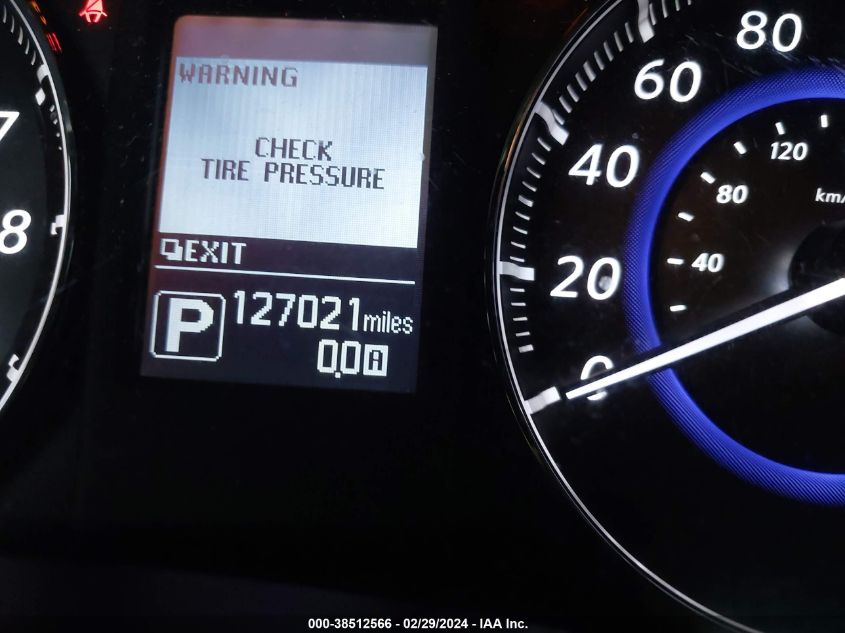 WARNING
CHECK
TIRE PRESSURE
EXIT
P
127021 miles
0.0 A
7
8
0
20
40
60
80
40
80
120
km/
000-38512566 - 02/29/2024 - IAA Inc.